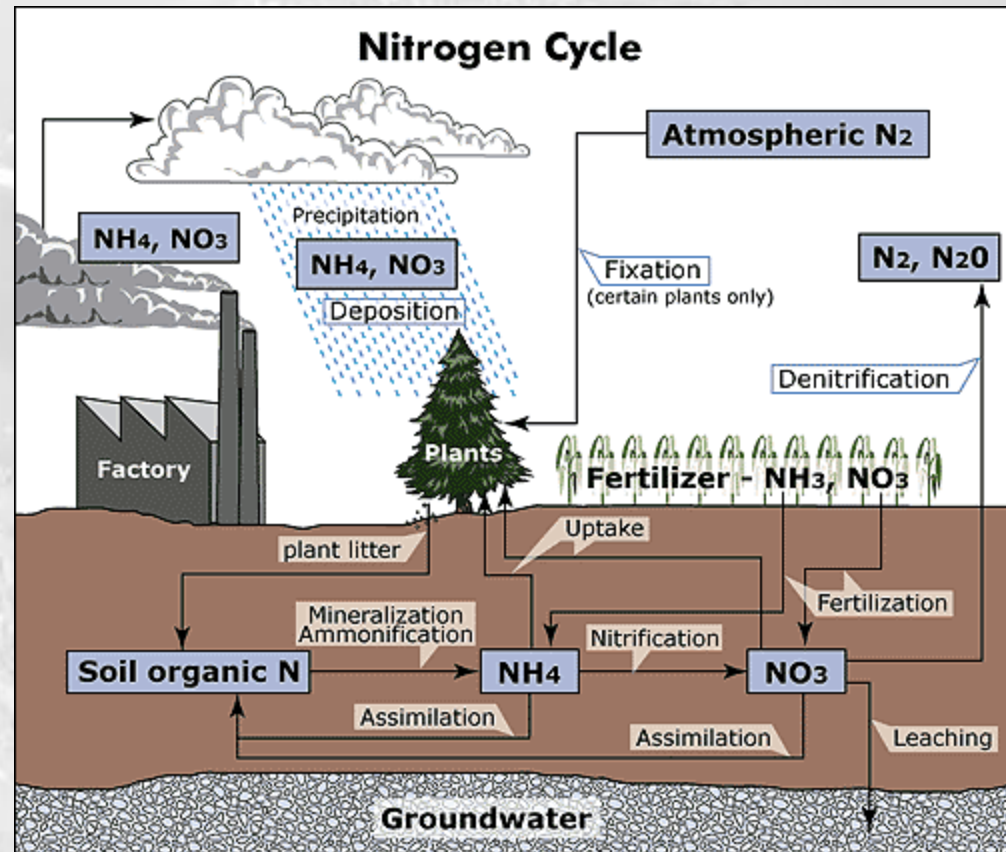 Nitrogen Cycle
Atmospheric N2
Precipitation
NH4, NO3
NH4, NO3
N2, N20
Fixation
(certain plants only)
Deposition
Denitrification
Plants
Factory
Fertilizer - NH3, NO3
plant litter
Uptake
Fertilization
Mineralization
Ammonification
Nitrification
Soil organic N
NH4
NO3
Assimilation
Assimilation
Leaching
Groundwater